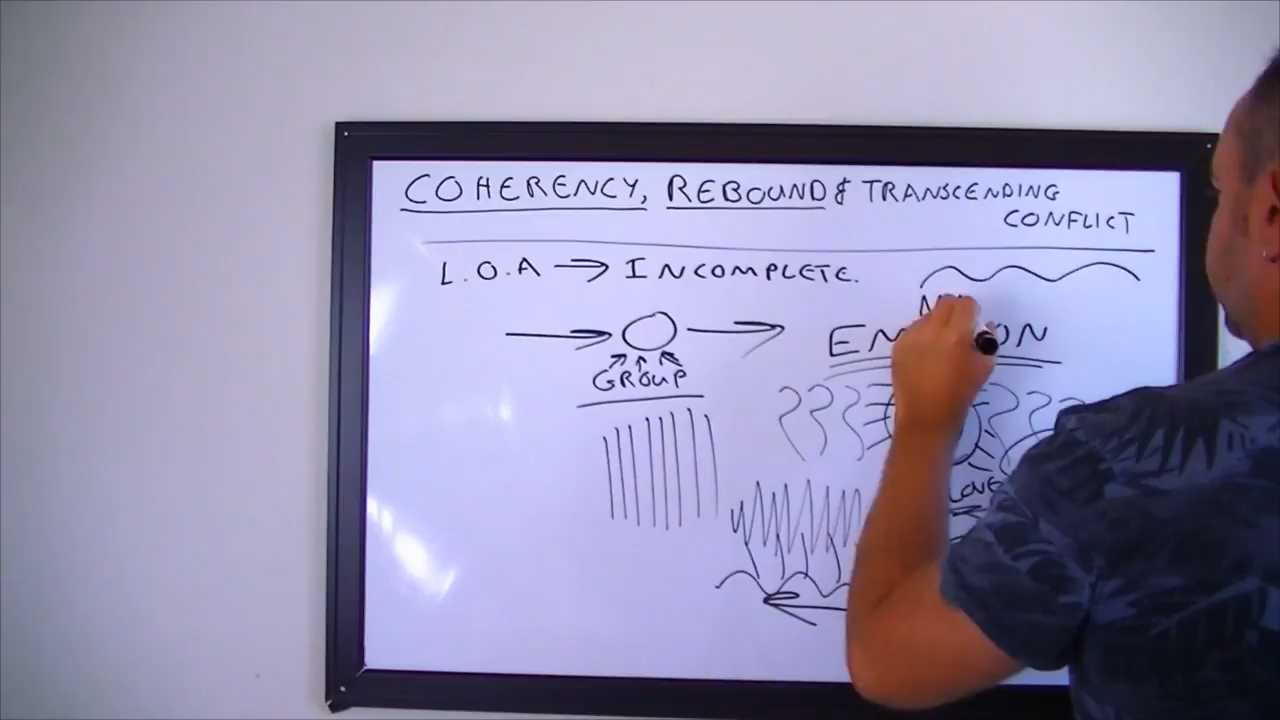 COHERENCY, REBOUND & TRANSCENDING
CONFLICT
L.O.A → INCOMPLETE.
GROUP